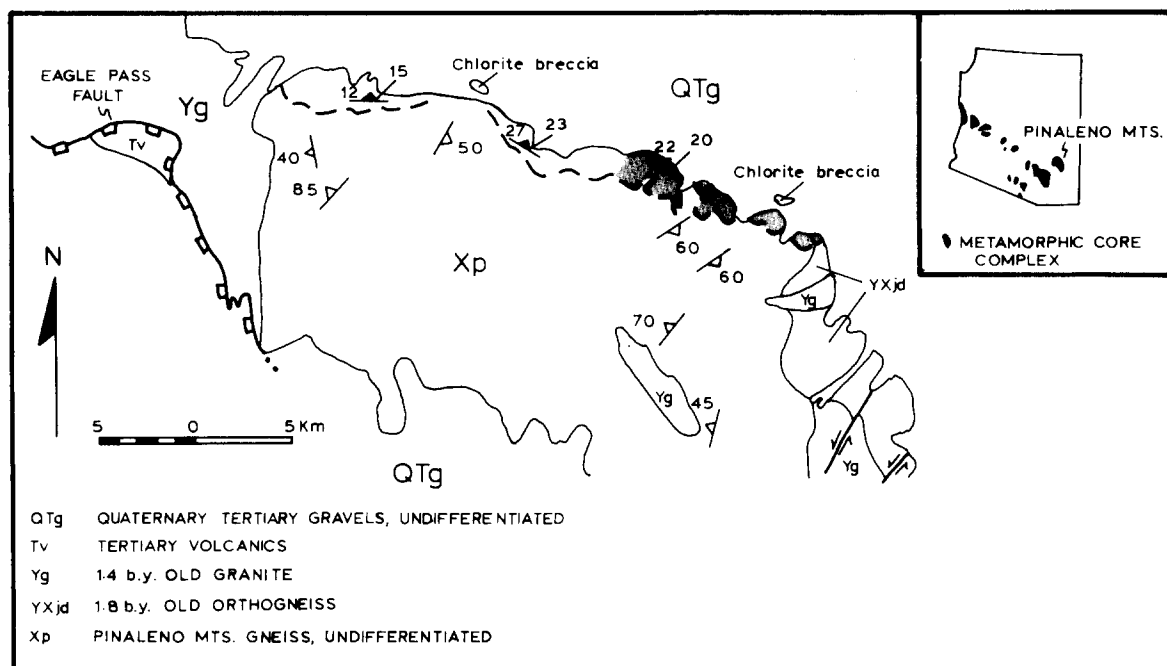 EAGLE PASS
FAULT
Yg
Tv
12
15
Chlorite breccia
QTg
40
85
50
27
23
22
20
Chlorite breccia
60
60
Xp
YXjd
Yg
70
Yg
45
Yg
N
5 0 5 Km
QTg
PINALENO MTS.
METAMORPHIC CORE
COMPLEX
QTg QUATERNARY TERTIARY GRAVELS, UNDIFFERENTIATED
Tv TERTIARY VOLCANICS
Yg 1·4 b.y. OLD GRANITE
YXjd 1·8 b.y. OLD ORTHOGNEISS
Xp PINALENO MTS. GNEISS, UNDIFFERENTIATED